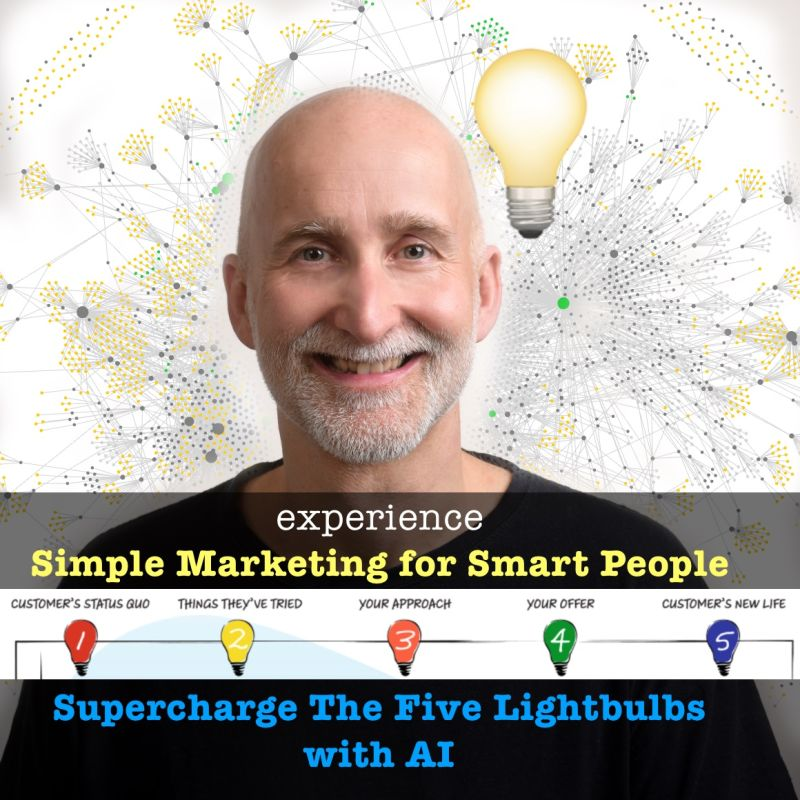 experience
Simple Marketing for Smart People
CUSTOMER'S STATUS QUO THINGS THEY'VE TRIED YOUR APPROACH YOUR OFFER CUSTOMER'S NEW LIFE
1 2 3 4 5
Supercharge The Five Lightbulbs
with AI